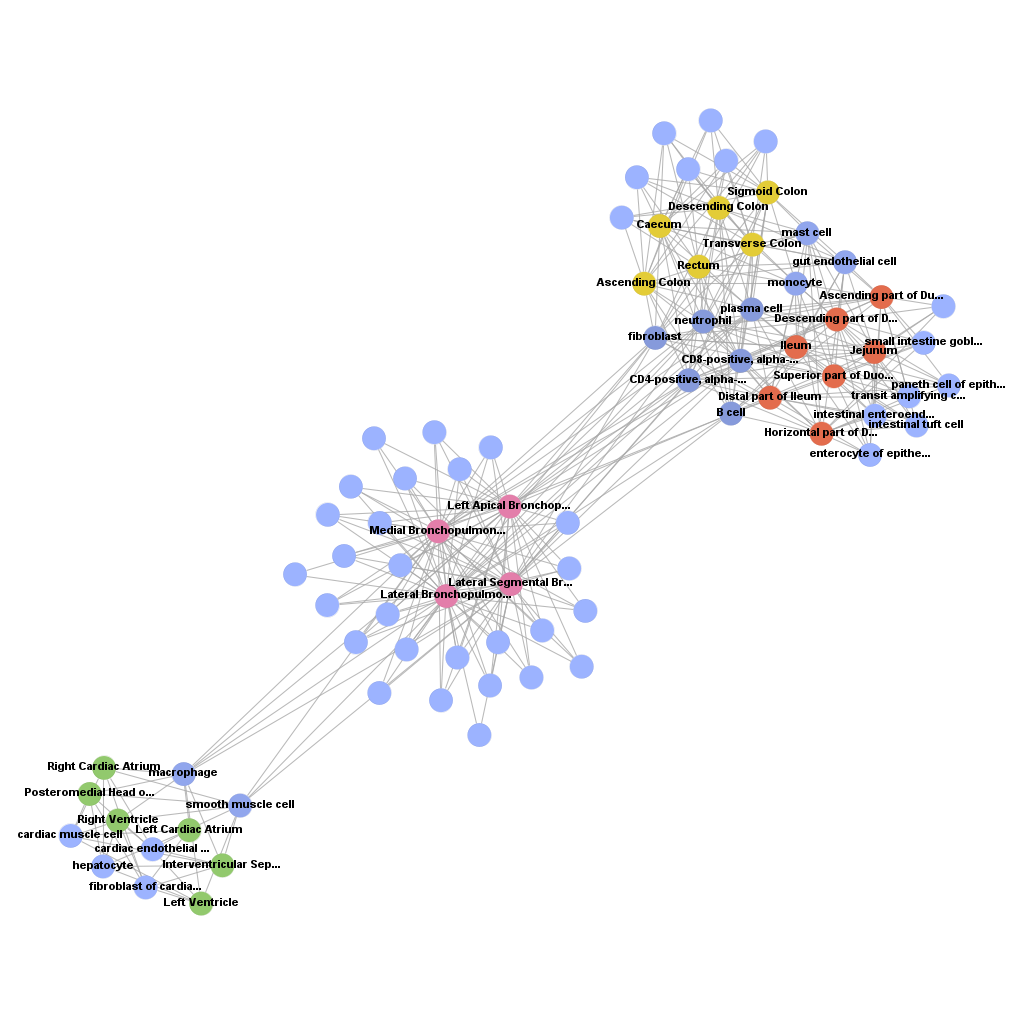 Sigmoid Colon
Descending Colon
Caecum
mast cell
Transverse Colon
gut endothelial cell
Rectum
Ascending Colon
monocyte
Ascending part of Du...
plasma cell
Descending part of D...
neutrophil
fibroblast
small intestine gobl...
Ileum
Jejunum
CD8-positive, alpha-...
Superior part of Duo...
CD4-positive, alpha-...
paneth cell of epith...
transit amplifying c...
Distal part of Ileum
B cell
intestinal enteroend...
intestinal tuft cell
Horizontal part of D...
enterocyte of epithe...
Left Apical Bronchop...
Medial Bronchopulmon...
Lateral Segmental Br...
Lateral Bronchopulmo...
Right Cardiac Atrium
macrophage
Posteromedial Head o...
smooth muscle cell
Right Ventricle
Left Cardiac Atrium
cardiac muscle cell
cardiac endothelial ...
hepatocyte
Interventricular Sep...
fibroblast of cardia...
Left Ventricle